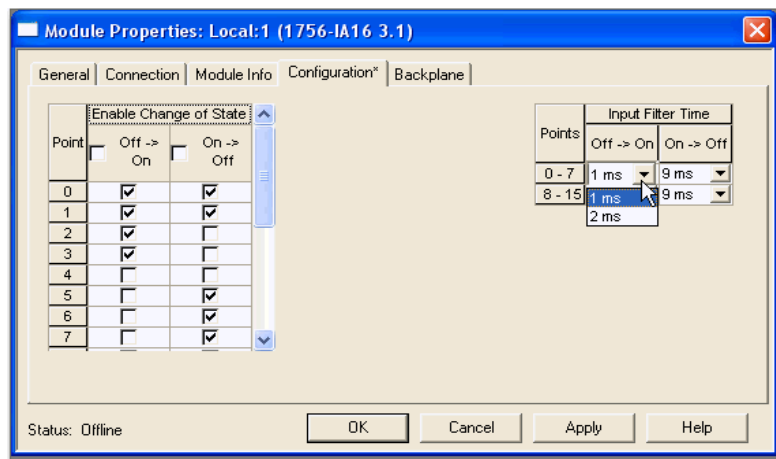 Module Properties: Local:1 (1756-IA16 3.1)
General Connection Module Info Configuration* Backplane
Enable Change of State
Point Off -> On On -> Off
0
1
2
3
4
5
6
7
Input Filter Time
Points Off -> On On -> Off
0 - 7 1 ms 9 ms
8 - 15 1 ms 9 ms
2 ms
Status: Offline
OK Cancel Apply Help